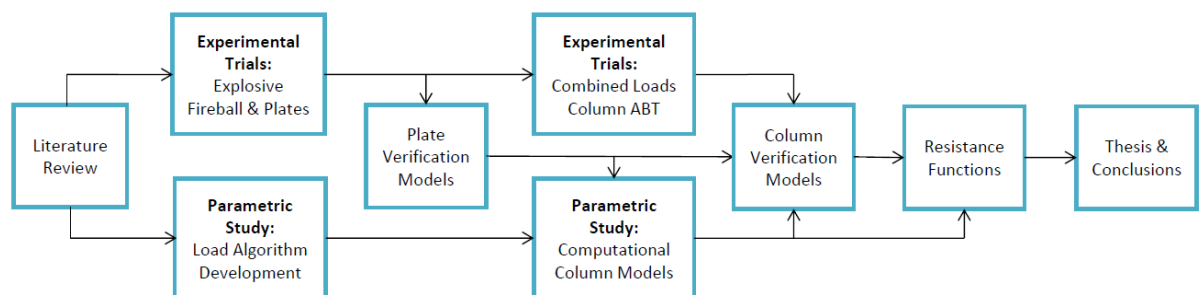 Experimental
Trials:
Explosive
Fireball & Plates
Experimental
Trials:
Combined Loads
Column ABT
Literature
Review
Plate
Verification
Models
Column
Verification
Models
Resistance
Functions
Thesis &
Conclusions
Parametric
Study:
Load Algorithm
Development
Parametric
Study:
Computational
Column Models